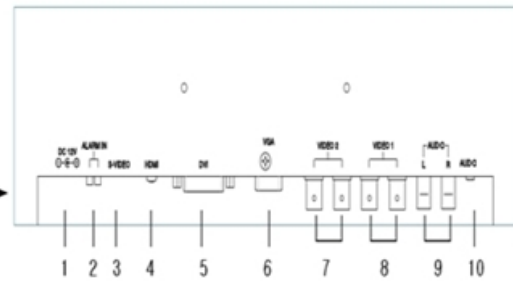 DC 12V
ALARM IN
S-VIDEO
HDMI
DVI
VGA
VIDEO 2
VIDEO 1
AUDIO
L R
AUDIO
1 2 3 4 5 6 7 8 9 10